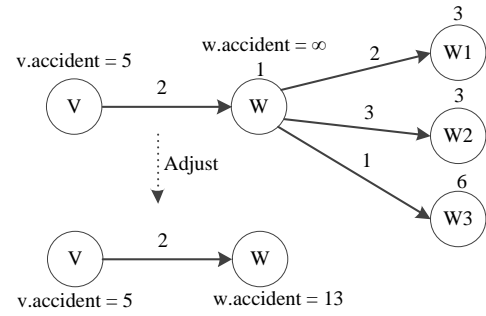 3
w.accident = ∞
v.accident = 5
1
2
W1
2
3
V
W
3
W2
1
Adjust
6
W3
2
V
W
v.accident = 5
w.accident = 13